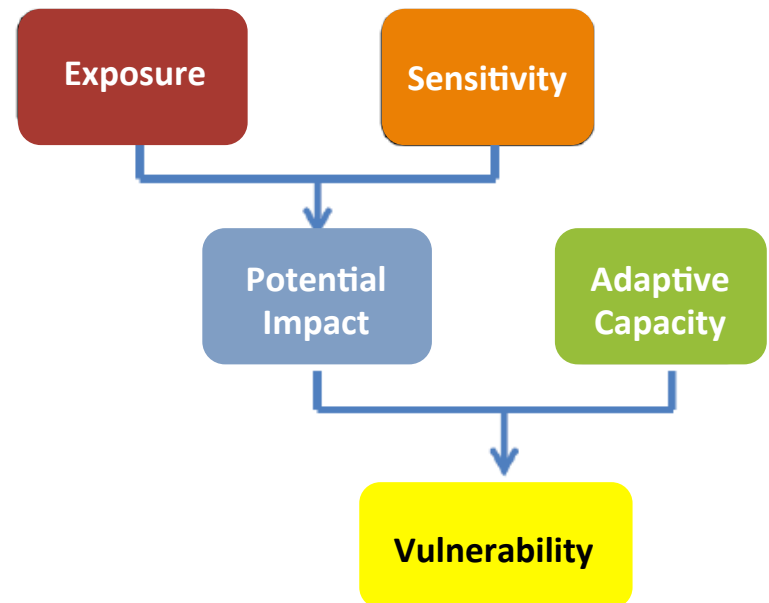 Exposure
Sensitivity
Potential
Impact
Adaptive
Capacity
Vulnerability